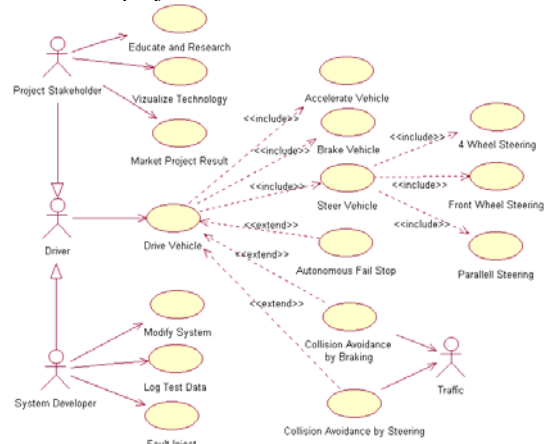 Educate and Research
Project Stakeholder
Vizualize Technology
Accelerate Vehicle
<<include>>
Market Project Result
<<include>>
Brake Vehicle
<<include>>
4 Wheel Steering
<<include>>
Steer Vehicle
<<include>>
Front Wheel Steering
<<extend>>
<<include>>
Driver
Drive Vehicle
Parallell Steering
<<extend>>
Autonomous Fail Stop
<<extend>>
Modify System
Collision Avoidance
by Braking
Log Test Data
Traffic
System Developer
Collision Avoidance by Steering
Fault Inject